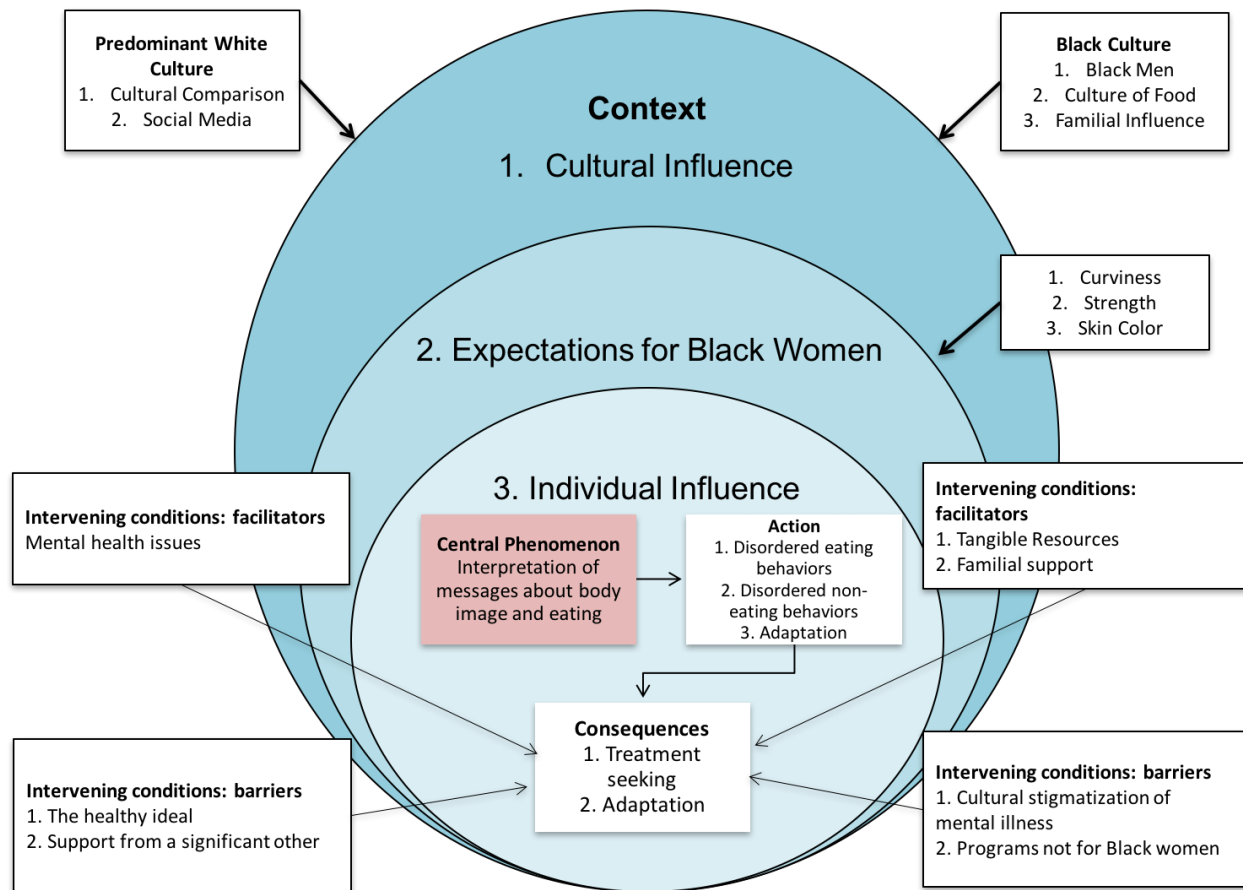 Predominant White
Culture
1. Cultural Comparison
2. Social Media
Black Culture
1. Black Men
2. Culture of Food
3. Familial Influence
Context
1. Cultural Influence
1. Curviness
2. Strength
3. Skin Color
2. Expectations for Black Women
3. Individual Influence
Intervening conditions: facilitators
Mental health issues
Central Phenomenon
Interpretation of
messages about body
image and eating
Action
1. Disordered eating
behaviors
2. Disordered non-
eating behaviors
3. Adaptation
Intervening conditions:
facilitators
1. Tangible Resources
2. Familial support
Consequences
1. Treatment
seeking
2. Adaptation
Intervening conditions: barriers
1. The healthy ideal
2. Support from a significant other
Intervening conditions: barriers
1. Cultural stigmatization of
mental illness
2. Programs not for Black women